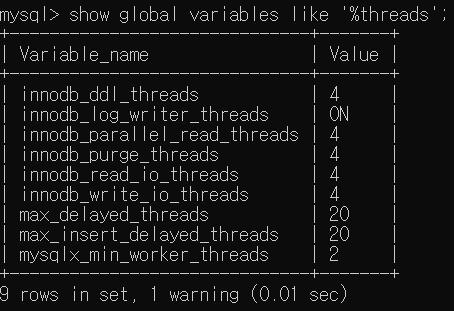 mysql> show global variables like '%threads';
+----------------------------+-------+
| Variable_name              | Value |
+----------------------------+-------+
| innodb_ddl_threads         | 4     |
| innodb_log_writer_threads  | ON    |
| innodb_parallel_read_threads | 4     |
| innodb_purge_threads       | 4     |
| innodb_read_io_threads     | 4     |
| innodb_write_io_threads    | 4     |
| max_delayed_threads        | 20    |
| max_insert_delayed_threads | 20    |
| mysqlx_min_worker_threads  | 2     |
+----------------------------+-------+
9 rows in set, 1 warning (0.01 sec)